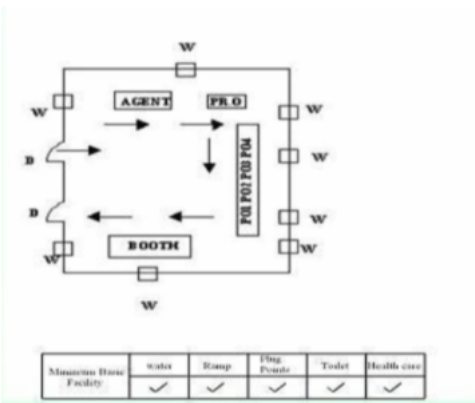 W
AGENT PRO
W W
D W
PO1 PO2 PO3 PO4
D W
BOOTH
W W
W
Minimum Basic Facility water Ramp Plug Points Toilet Health care